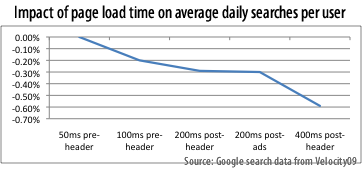 Impact of page load time on average daily searches per user
0.00%
-0.10%
-0.20%
-0.30%
-0.40%
-0.50%
-0.60%
-0.70%
50ms pre-
header
100ms pre-
header
200ms post-
header
200ms post-
ads
400ms post-
header
Source: Google search data from Velocity09